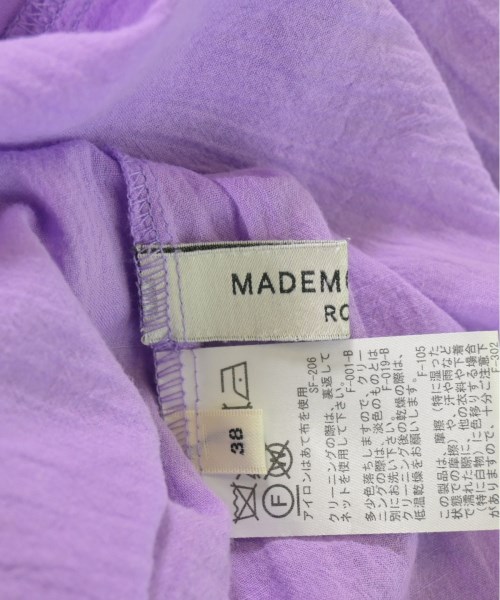 MADEM
RO
38
F
アイロンはあて布を使用
SF-206
クリーニングの際は、裏返して
ネットを使用して下さい。
F-001-B
多少色落ちしますので、クリー
ニングの際は、淡色のものとは
別にお洗い下さい。 F-019-B
クリーニング後の乾燥の際は、
低温乾燥をお願いします。
F-105
この製品は、摩擦(特に湿った
状態での摩擦)や、汗や雨など
で濡れた時に、他の衣料や下着
(特に白物)に色移りする場合
がありますので、十分ご注意下
F-302